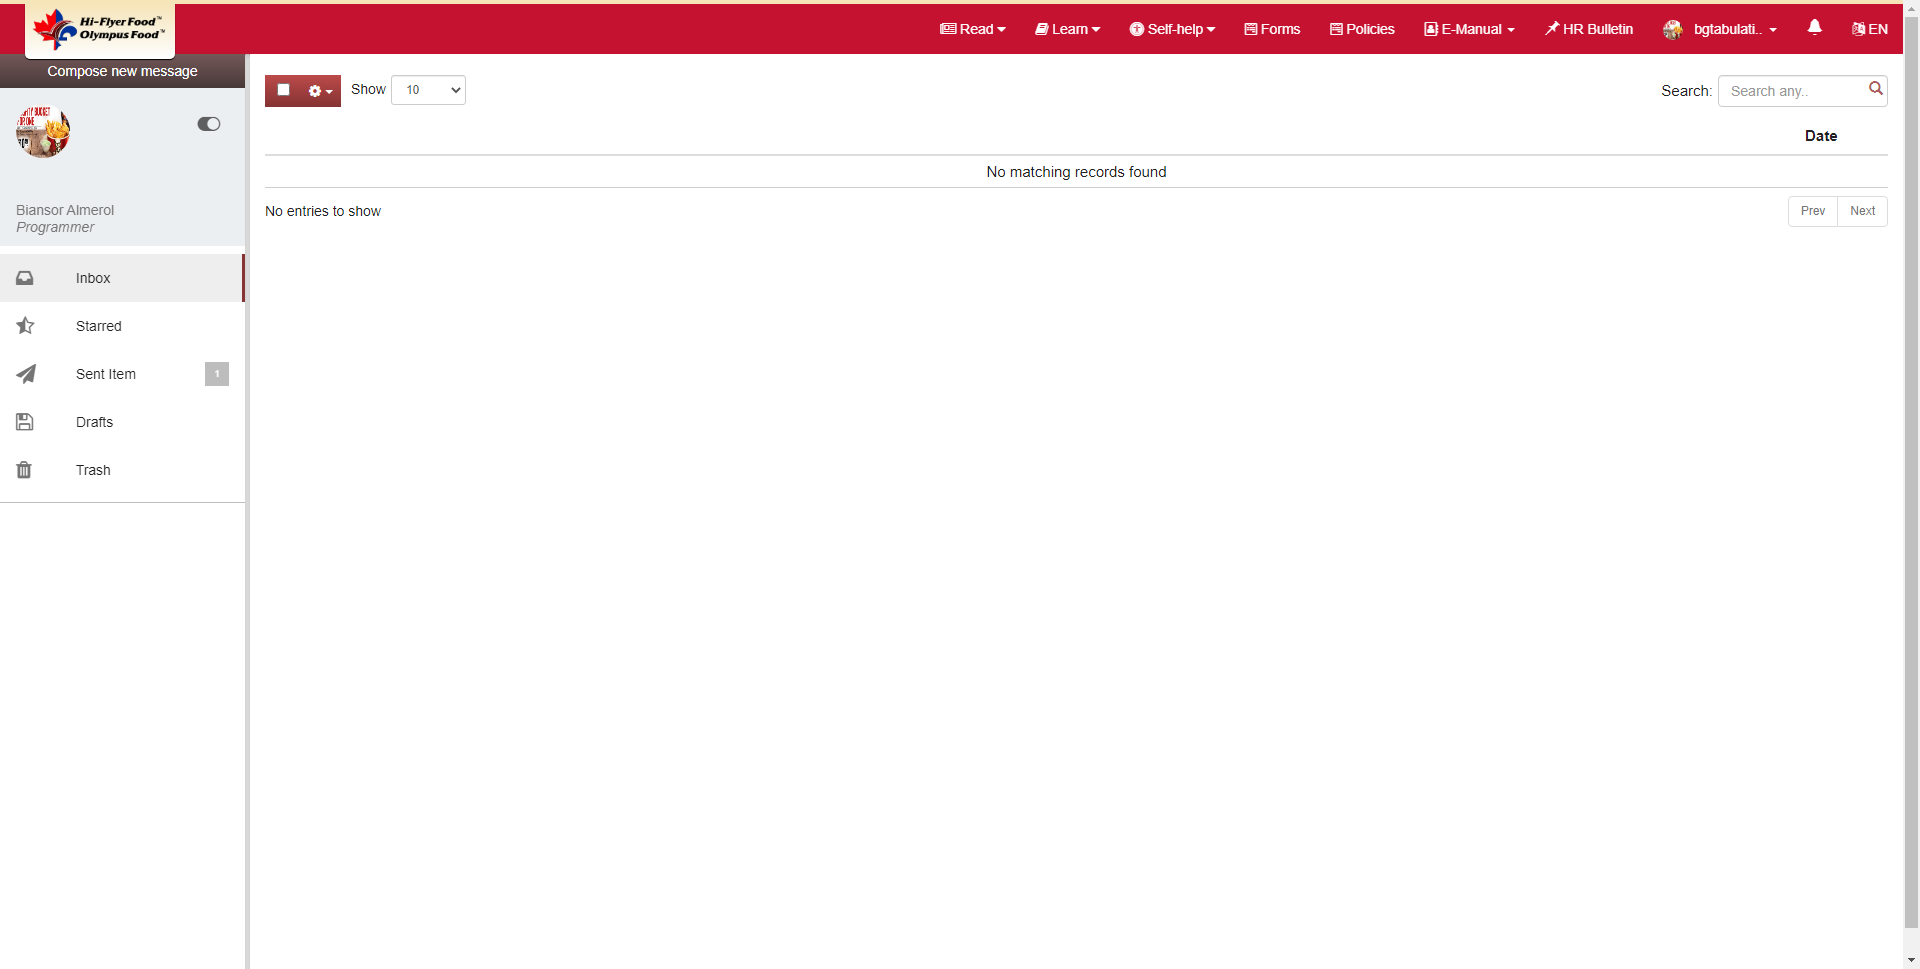 Hi-Flyer Food™
Olympus Food™
Read
Learn
Self-help
Forms
Policies
E-Manual
HR Bulletin
bgtabulati..
EN
Compose new message
Biansor Almerol
Programmer
Inbox
Starred
Sent Item 1
Drafts
Trash
Show 10
Search: Search any..
Date
No matching records found
No entries to show
Prev Next